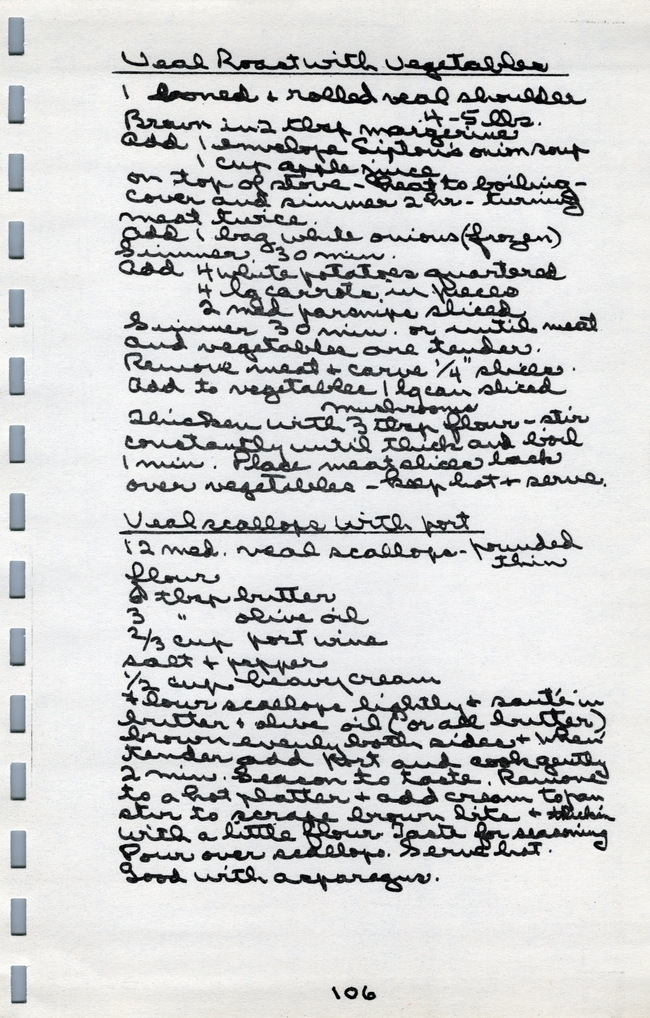 Veal Roast with Vegetables
1 boned + rolled veal shoulder
4-5 lbs.
Brown in 2 tbsp margerine
Add 1 envelope Lipton's onion soup
1 cup apple juice
on top of stove - Heat to boiling -
cover and simmer 2 hr - turning
meat twice.
Add 1 bag white onions (frozen)
Simmer 30 min.
Add 4 white potatoes quartered
4 lg carrots in pieces
2 med parsnips sliced
Simmer 30 min. or until meat
and vegetables are tender.
Remove meat + carve 1/4" slices.
Add to vegetables 1 lg can sliced
mushrooms
Thicken with 3 tbsp flour - stir
constantly until thick and boil
1 min. Place meat slices back
over vegetables - keep hot + serve.
Veal scallops with port
12 med. veal scallops - pounded
thin
flour
tbsp butter
3 " olive oil
2/3 cup port wine
salt + pepper
1/2 cup heavy cream
Flour scallops lightly + sauté in
butter + olive oil (or all butter)
brown evenly both sides + when
tender add Port and cook gently
2 min. Season to taste. Remove
to a hot platter + add cream to pan
stir to scrape brown bits + thicken
with a little flour Taste for seasoning
Pour over scallops. Serve hot.
Good with asparagus.
106